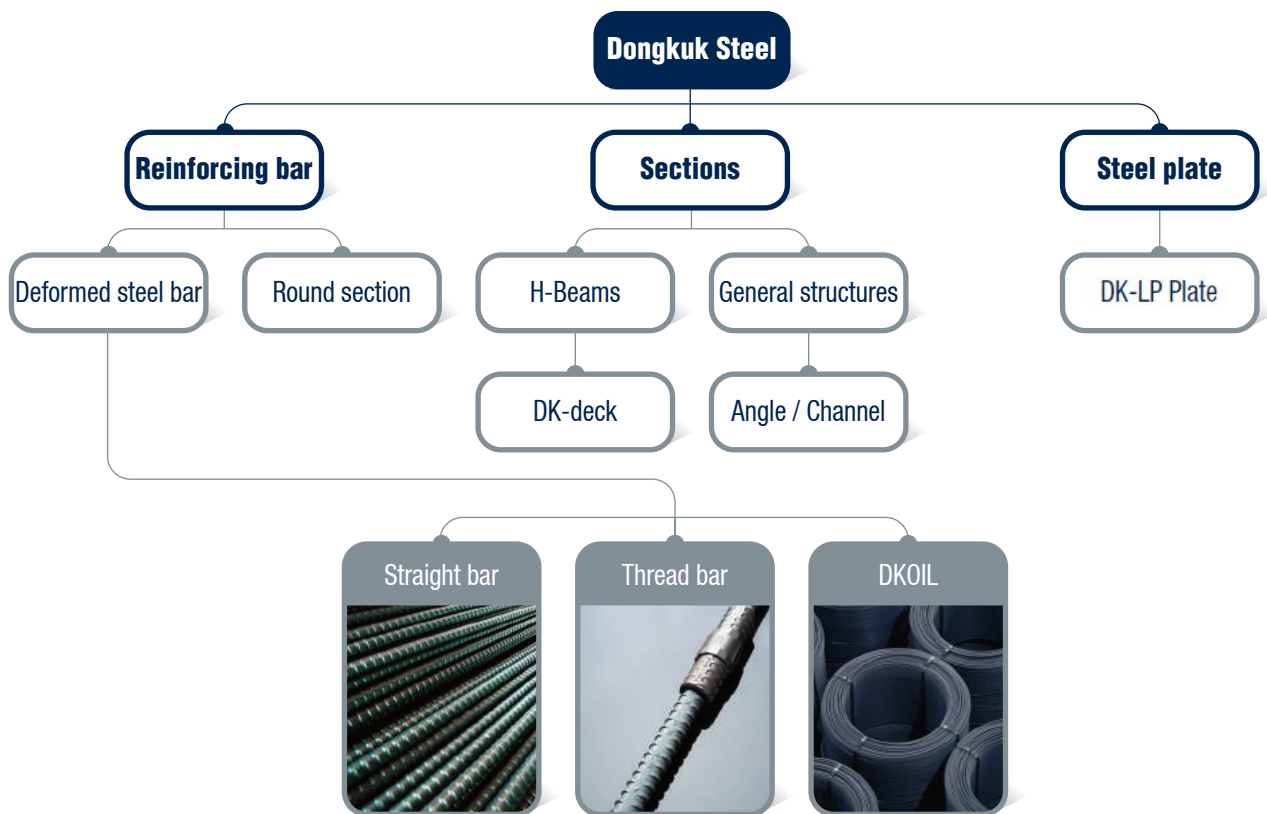 Dongkuk Steel
Reinforcing bar
Sections
Steel plate
Deformed steel bar
Round section
H-Beams
General structures
DK-LP Plate
DK-deck
Angle / Channel
Straight bar
Thread bar
DKOIL